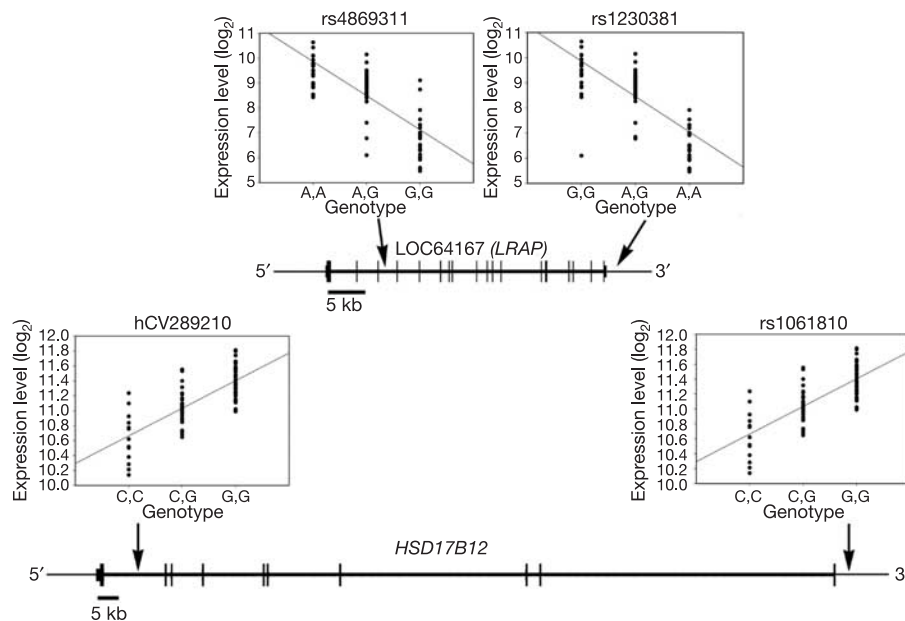 rs4869311
rs1230381
Expression level (log2)
11
10
9
8
7
6
5
A,A A,G G,G
Genotype
Expression level (log2)
11
10
9
8
7
6
5
G,G A,G A,A
Genotype
LOC64167 (LRAP)
5′
3′
5 kb
hCV289210
rs1061810
Expression level (log2)
12.0
11.8
11.6
11.4
11.2
11.0
10.8
10.6
10.4
10.2
10.0
C,C C,G G,G
Genotype
Expression level (log2)
12.0
11.8
11.6
11.4
11.2
11.0
10.8
10.6
10.4
10.2
10.0
C,C C,G G,G
Genotype
HSD17B12
5′
3
5 kb